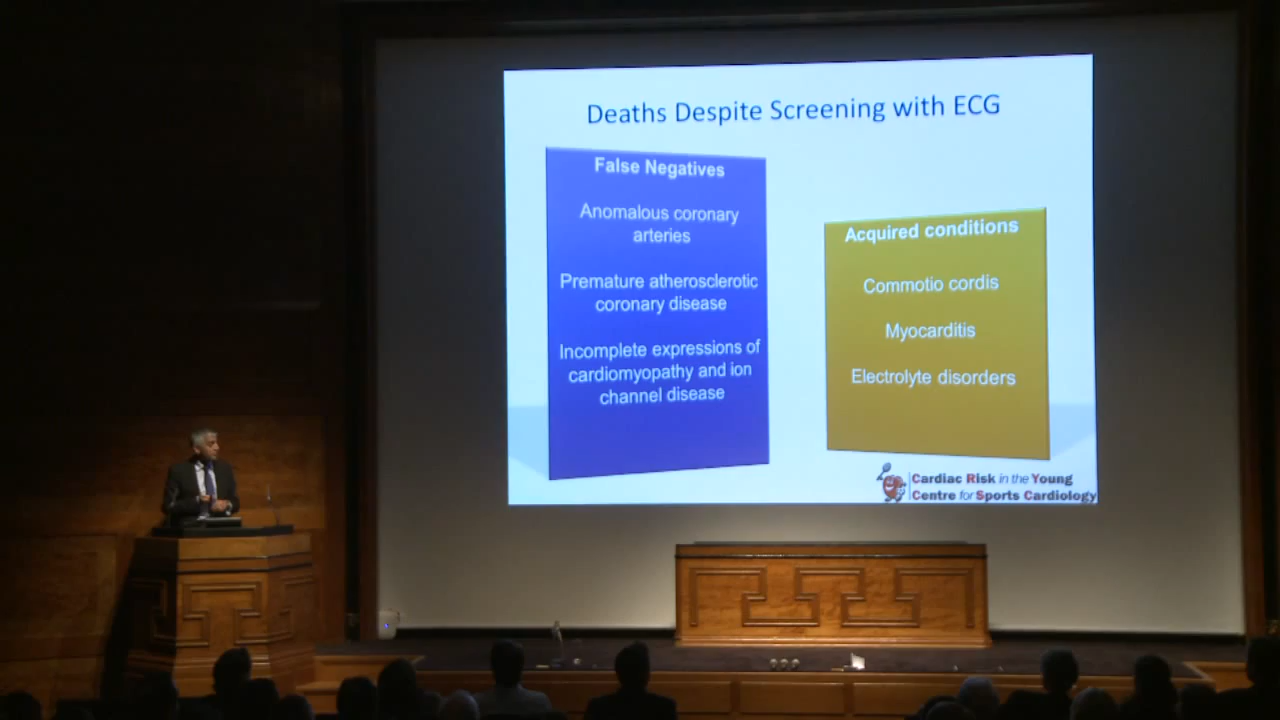 Deaths Despite Screening with ECG
False Negatives
Anomalous coronary
arteries
Premature atherosclerotic
coronary disease
Incomplete expressions of
cardiomyopathy and ion
channel disease
Acquired conditions
Commotio cordis
Myocarditis
Electrolyte disorders
Cardiac Risk in the Young
Centre for Sports Cardiology